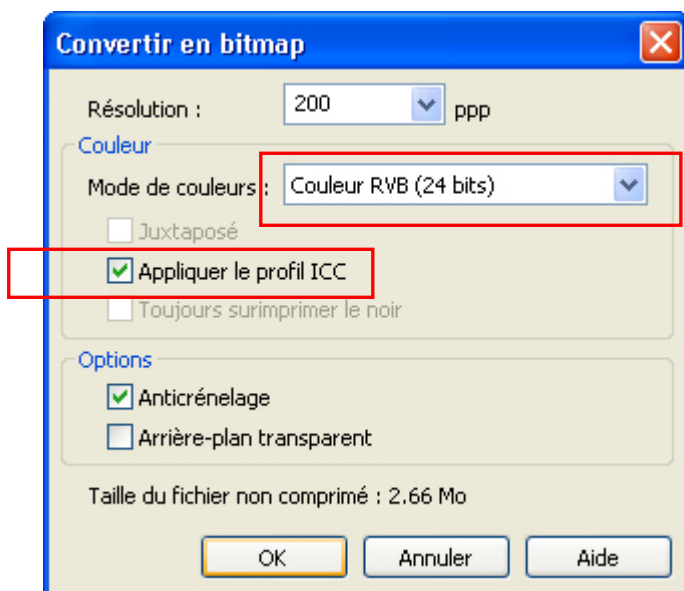 Convertir en bitmap
Résolution : 200 ppp
Couleur
Mode de couleurs : Couleur RVB (24 bits)
Juxtaposé
Appliquer le profil ICC
Toujours surimprimer le noir
Options
Anticrénelage
Arrière-plan transparent
Taille du fichier non comprimé : 2.66 Mo
OK Annuler Aide